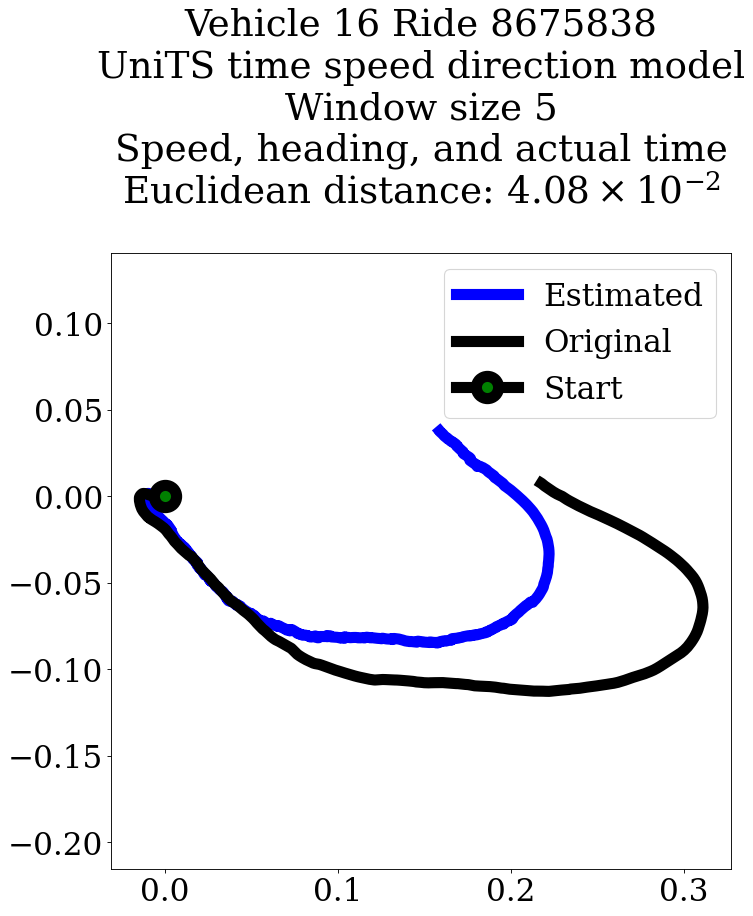 Vehicle 16 Ride 8675838
UniTS time speed direction model
Window size 5
Speed, heading, and actual time
Euclidean distance: 4.08 × 10⁻²
Estimated
Original
Start
0.10
0.05
0.00
−0.05
−0.10
−0.15
−0.20
0.0 0.1 0.2 0.3